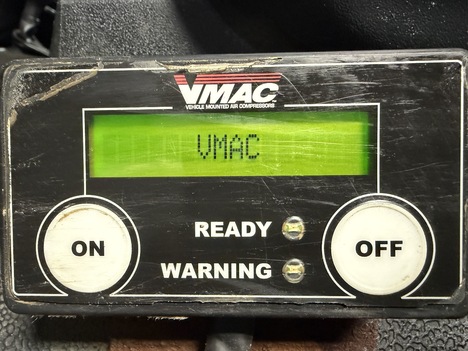 VMAC
VEHICLE MOUNTED AIR COMPRESSORS
VMAC
READY
ON
OFF
WARNING